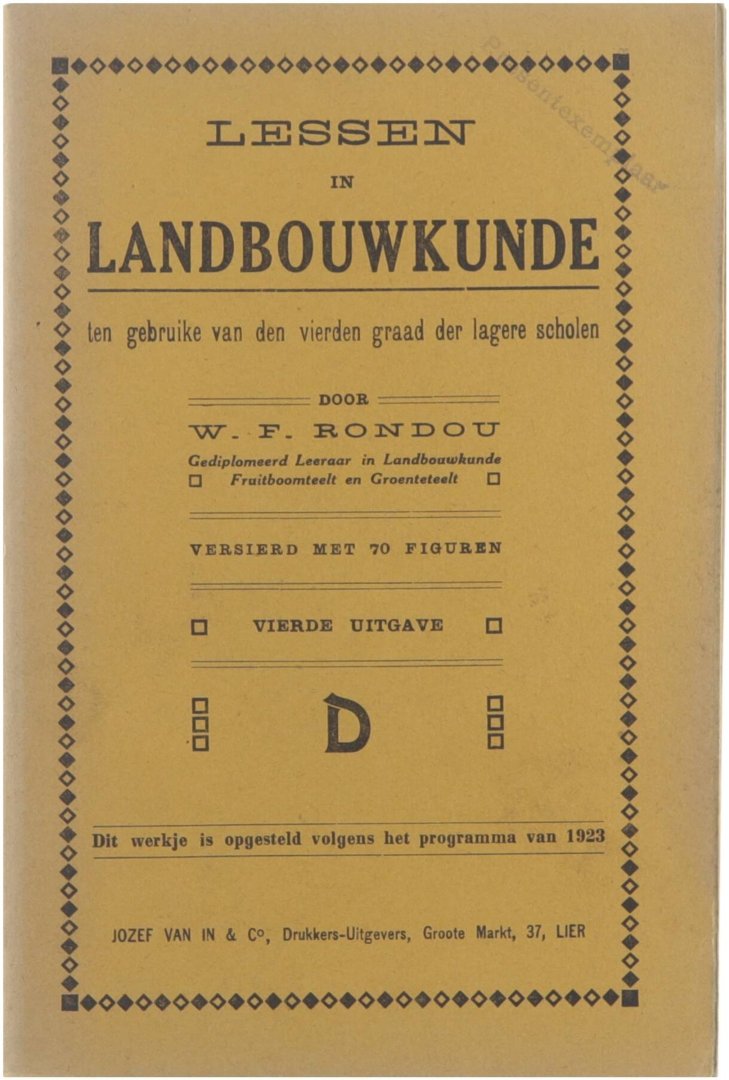 Presentexemplaar
LESSEN
IN
LANDBOUWKUNDE
ten gebruike van den vierden graad der lagere scholen
DOOR
W. F. RONDOU
Gediplomeerd Leeraar in Landbouwkunde
Fruitboomteelt en Groenteteelt
VERSIERD MET 70 FIGUREN
VIERDE UITGAVE
D
Dit werkje is opgesteld volgens het programma van 1923
JOZEF VAN IN & Co, Drukkers-Uitgevers, Groote Markt, 37, LIER